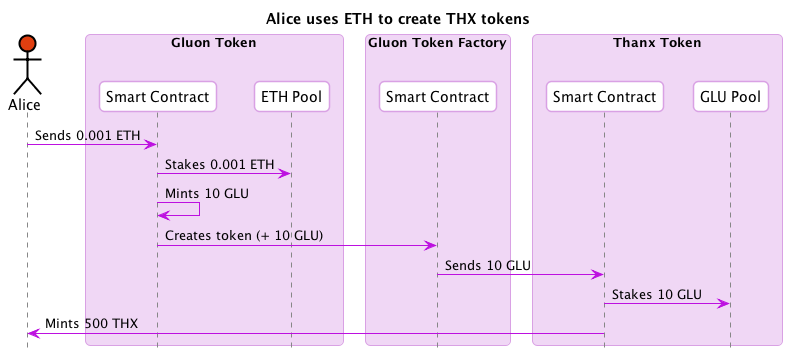 Alice uses ETH to create THX tokens
Gluon Token
Gluon Token Factory
Thanx Token
Alice
Smart Contract
ETH Pool
Smart Contract
Smart Contract
GLU Pool
Sends 0.001 ETH
Stakes 0.001 ETH
Mints 10 GLU
Creates token (+ 10 GLU)
Sends 10 GLU
Stakes 10 GLU
Mints 500 THX